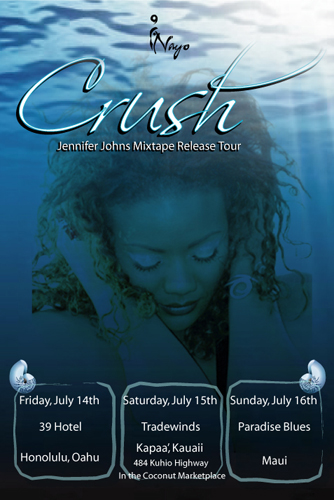 iNayo
Crush
Jennifer Johns Mixtape Release Tour
Friday, July 14th
39 Hotel
Honolulu, Oahu
Saturday, July 15th
Tradewinds
Kapaa', Kauaii
484 Kuhio Highway
In the Coconut Marketplace
Sunday, July 16th
Paradise Blues
Maui